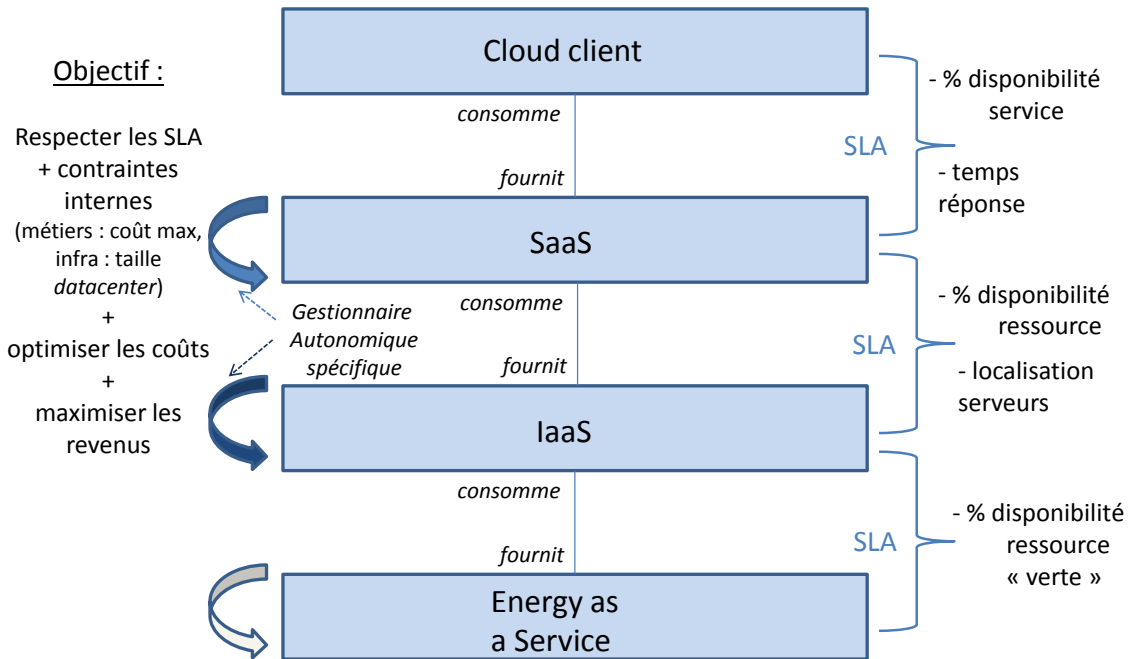 Cloud client
Objectif :
Respecter les SLA
+ contraintes
internes
(métiers : coût max,
infra : taille
datacenter)
+
optimiser les coûts
+
maximiser les
revenus
consomme
fournit
SLA
- % disponibilité
service
- temps
réponse
SaaS
consomme
Gestionnaire
Autonomique
spécifique
fournit
SLA
- % disponibilité
ressource
- localisation
serveurs
IaaS
consomme
fournit
SLA
- % disponibilité
ressource
« verte »
Energy as
a Service